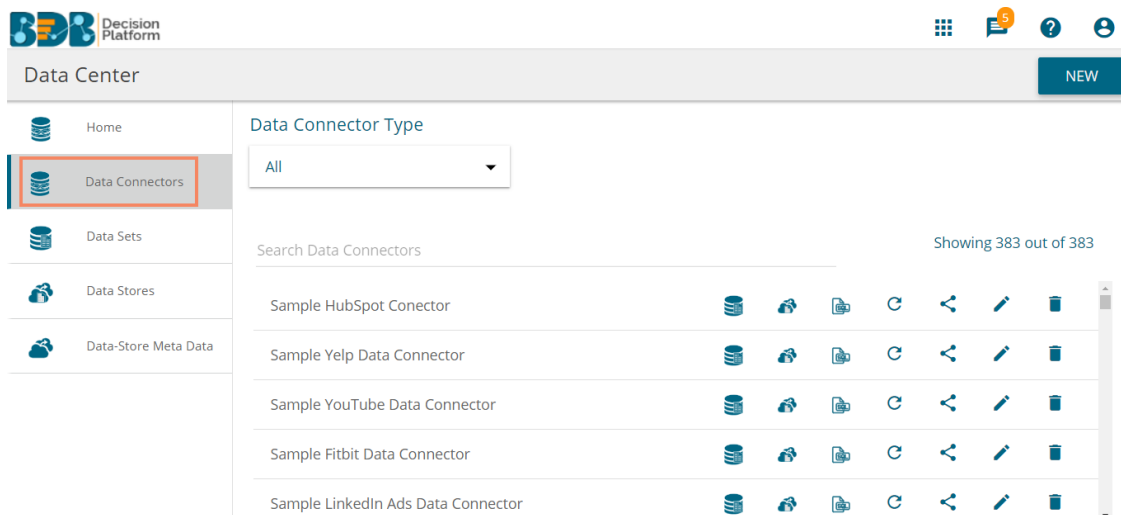 BDB Decision
Platform
5
Data Center
NEW
Home
Data Connectors
Data Sets
Data Stores
Data-Store Meta Data
Data Connector Type
All
Search Data Connectors
Showing 383 out of 383
Sample HubSpot Conector
Sample Yelp Data Connector
Sample YouTube Data Connector
Sample Fitbit Data Connector
Sample LinkedIn Ads Data Connector